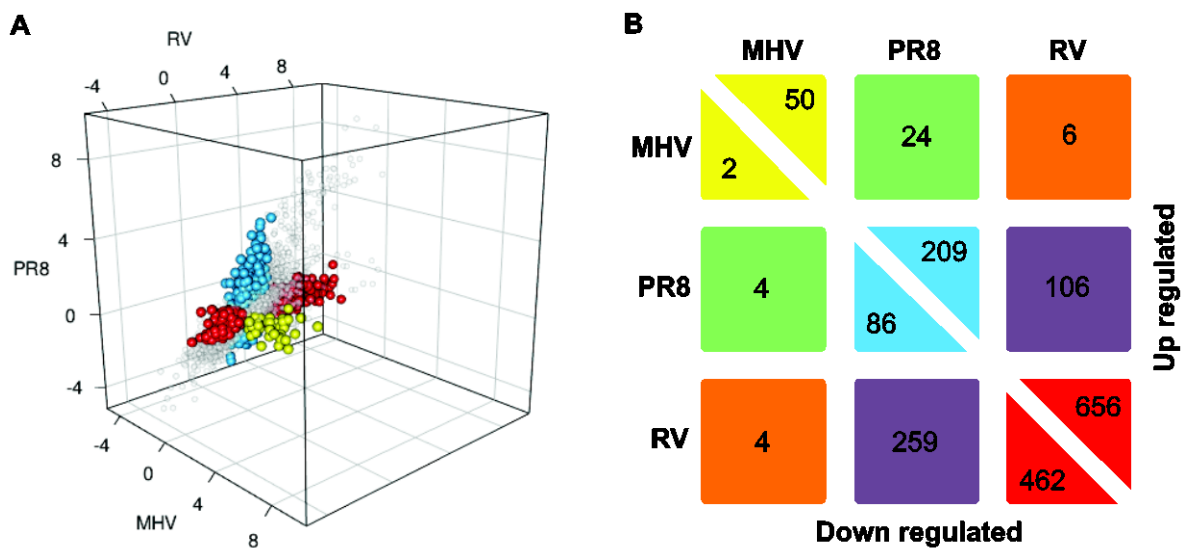 A
RV
-4 0 4 8
8
4
PR8
0
-4
-4
0
4
MHV
8
B
MHV PR8 RV
MHV 50 2 24 6
PR8 4 209 86 106
RV 4 259 656 462
Up regulated
Down regulated